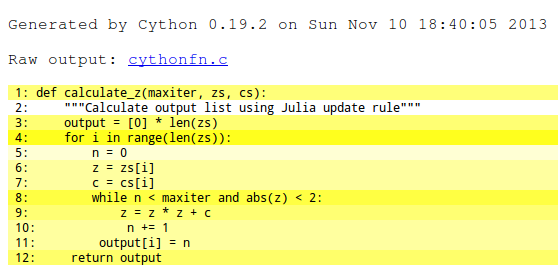 Generated by Cython 0.19.2 on Sun Nov 10 18:40:05 2013
Raw output: cythonfn.c
1: def calculate_z(maxiter, zs, cs):
2:     """Calculate output list using Julia update rule"""
3:     output = [0] * len(zs)
4:     for i in range(len(zs)):
5:         n = 0
6:         z = zs[i]
7:         c = cs[i]
8:         while n < maxiter and abs(z) < 2:
9:             z = z * z + c
10:             n += 1
11:         output[i] = n
12:     return output